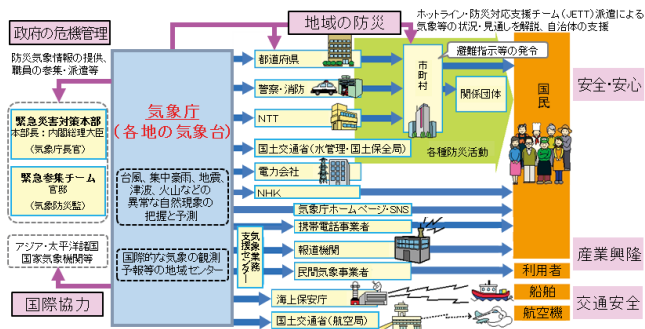 政府の危機管理
防災気象情報の提供、
職員の参集・派遣等
緊急災害対策本部
本部長：内閣総理大臣
(気象庁長官)
緊急参集チーム
官邸
(気象防災監)
アジア・太平洋諸国
国家気象機関等
国際協力
気象庁
(各地の気象台)
台風、集中豪雨、地震、
津波、火山などの
異常な自然現象の
把握と予測
国際的な気象の観測
予報等の地域センター
地域の防災
ホットライン・防災対応支援チーム(JETT)派遣による
気象等の状況・見通しを解説、自治体の支援
避難指示等の発令
都道府県
警察・消防
NTT
国土交通省(水管理・国土保全局)
電力会社
NHK
気象庁ホームページ・SNS
気象業務
支援センター
携帯電話事業者
報道機関
民間気象事業者
海上保安庁
国土交通省(航空局)
市町村
関係団体
各種防災活動
国民
利用者
船舶
航空機
安全・安心
産業興隆
交通安全